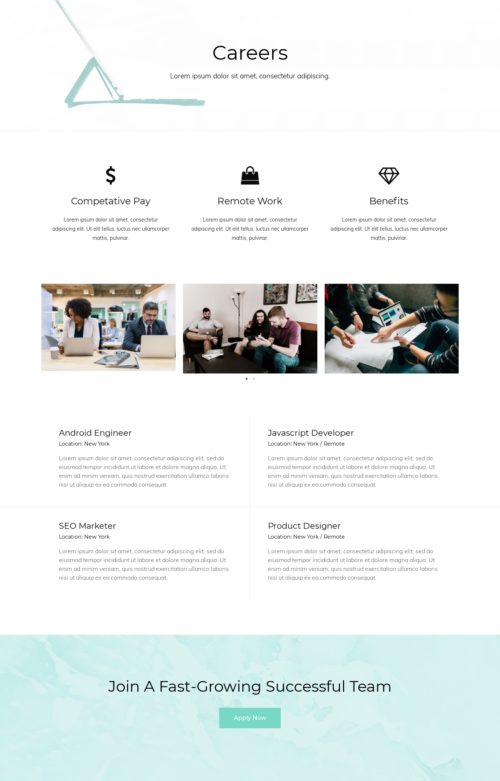 Careers
Lorem ipsum dolor sit amet, consectetur adipiscing.
Competative Pay
Lorem ipsum dolor sit amet, consectetur
adipiscing elit. Ut elit tellus, luctus nec ullamcorper
mattis, pulvinar.
Remote Work
Lorem ipsum dolor sit amet, consectetur
adipiscing elit. Ut elit tellus, luctus nec ullamcorper
mattis, pulvinar.
Benefits
Lorem ipsum dolor sit amet, consectetur
adipiscing elit. Ut elit tellus, luctus nec ullamcorper
mattis, pulvinar.
Android Engineer
Location: New York
Lorem ipsum dolor sit amet, consectetur adipiscing elit, sed do
eiusmod tempor incididunt ut labore et dolore magna aliqua. Ut
enim ad minim veniam, quis nostrud exercitation ullamco laboris
nisi ut aliquip ex ea commodo consequat.
Javascript Developer
Location: New York / Remote
Lorem ipsum dolor sit amet, consectetur adipiscing elit, sed do
eiusmod tempor incididunt ut labore et dolore magna aliqua. Ut
enim ad minim veniam, quis nostrud exercitation ullamco laboris
nisi ut aliquip ex ea commodo consequat.
SEO Marketer
Location: New York
Lorem ipsum dolor sit amet, consectetur adipiscing elit, sed do
eiusmod tempor incididunt ut labore et dolore magna aliqua. Ut
enim ad minim veniam, quis nostrud exercitation ullamco laboris
nisi ut aliquip ex ea commodo consequat.
Product Designer
Location: New York / Remote
Lorem ipsum dolor sit amet, consectetur adipiscing elit, sed do
eiusmod tempor incididunt ut labore et dolore magna aliqua. Ut
enim ad minim veniam, quis nostrud exercitation ullamco laboris
nisi ut aliquip ex ea commodo consequat.
Join A Fast-Growing Successful Team
Apply Now